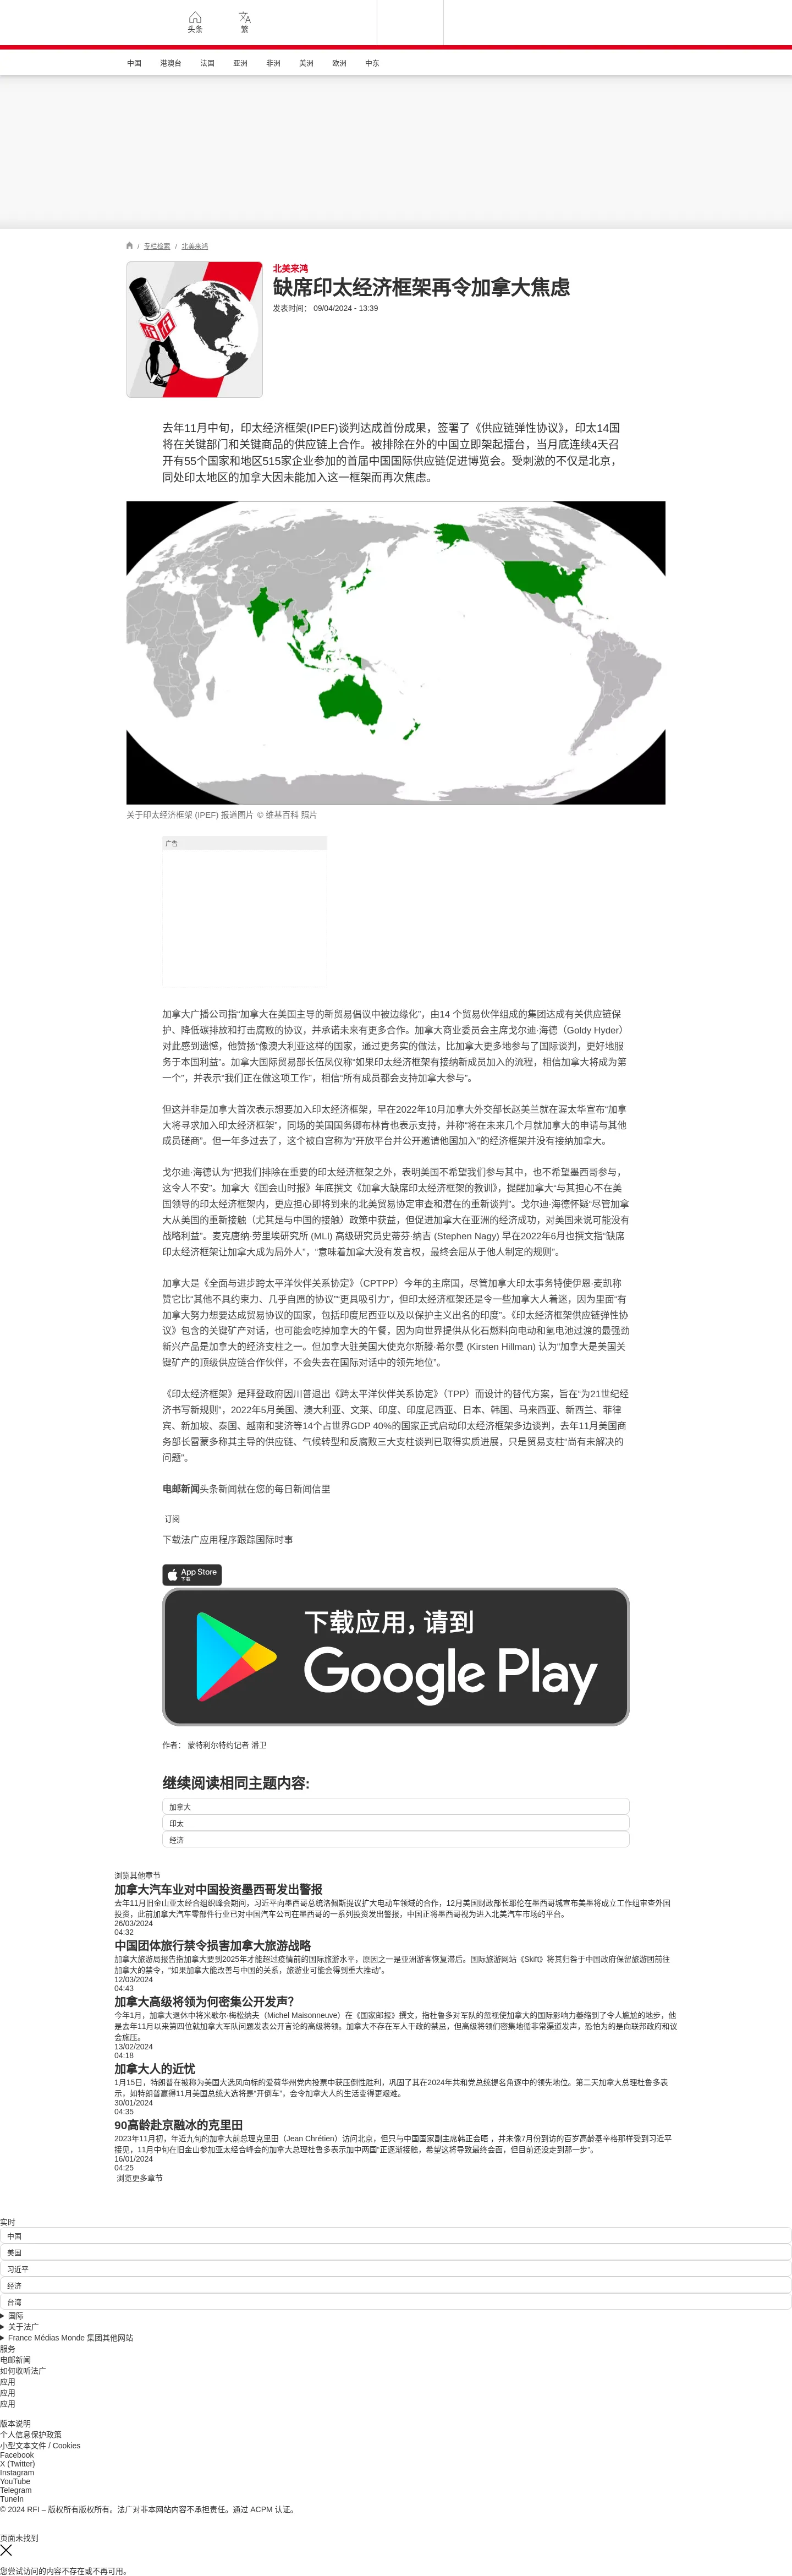 头条
繁
中国 港澳台 法国 亚洲 非洲 美洲 欧洲 中东
/ 专栏检索 / 北美来鸿
北美来鸿
缺席印太经济框架再令加拿大焦虑
发表时间： 09/04/2024 - 13:39
rfi
去年11月中旬，印太经济框架(IPEF)谈判达成首份成果，签署了《供应链弹性协议》，印太14国
将在关键部门和关键商品的供应链上合作。被排除在外的中国立即架起擂台，当月底连续4天召
开有55个国家和地区515家企业参加的首届中国国际供应链促进博览会。受刺激的不仅是北京，
同处印太地区的加拿大因未能加入这一框架而再次焦虑。
关于印太经济框架 (IPEF) 报道图片 © 维基百科 照片
广告
加拿大广播公司指“加拿大在美国主导的新贸易倡议中被边缘化”，由14 个贸易伙伴组成的集团达成有关供应链保
护、降低碳排放和打击腐败的协议，并承诺未来有更多合作。加拿大商业委员会主席戈尔迪·海德（Goldy Hyder）
对此感到遗憾，他赞扬“像澳大利亚这样的国家，通过更务实的做法，比加拿大更多地参与了国际谈判，更好地服
务于本国利益”。加拿大国际贸易部长伍凤仪称“如果印太经济框架有接纳新成员加入的流程，相信加拿大将成为第
一个”，并表示“我们正在做这项工作”，相信“所有成员都会支持加拿大参与”。
但这并非是加拿大首次表示想要加入印太经济框架，早在2022年10月加拿大外交部长赵美兰就在渥太华宣布“加拿
大将寻求加入印太经济框架”，同场的美国国务卿布林肯也表示支持，并称“将在未来几个月就加拿大的申请与其他
成员磋商”。但一年多过去了，这个被白宫称为“开放平台并公开邀请他国加入”的经济框架并没有接纳加拿大。
戈尔迪·海德认为“把我们排除在重要的印太经济框架之外，表明美国不希望我们参与其中，也不希望墨西哥参与，
这令人不安”。加拿大《国会山时报》年底撰文《加拿大缺席印太经济框架的教训》，提醒加拿大“与其担心不在美
国领导的印太经济框架内，更应担心即将到来的北美贸易协定审查和潜在的重新谈判”。戈尔迪·海德怀疑“尽管加拿
大从美国的重新接触（尤其是与中国的接触）政策中获益，但促进加拿大在亚洲的经济成功，对美国来说可能没有
战略利益”。麦克唐纳·劳里埃研究所 (MLI) 高级研究员史蒂芬·纳吉 (Stephen Nagy) 早在2022年6月也撰文指“缺席
印太经济框架让加拿大成为局外人”，“意味着加拿大没有发言权，最终会屈从于他人制定的规则”。
加拿大是《全面与进步跨太平洋伙伴关系协定》（CPTPP）今年的主席国，尽管加拿大印太事务特使伊恩·麦凯称
赞它比“其他不具约束力、几乎自愿的协议”“更具吸引力”，但印太经济框架还是令一些加拿大人着迷，因为里面“有
加拿大努力想要达成贸易协议的国家，包括印度尼西亚以及以保护主义出名的印度”。《印太经济框架供应链弹性协
议》包含的关键矿产对话，也可能会吃掉加拿大的午餐，因为向世界提供从化石燃料向电动和氢电池过渡的最强劲
新兴产品是加拿大的经济支柱之一。但加拿大驻美国大使克尔斯滕·希尔曼 (Kirsten Hillman) 认为“加拿大是美国关
键矿产的顶级供应链合作伙伴，不会失去在国际对话中的领先地位”。
《印太经济框架》是拜登政府因川普退出《跨太平洋伙伴关系协定》（TPP）而设计的替代方案，旨在“为21世纪经
济书写新规则”，2022年5月美国、澳大利亚、文莱、印度、印度尼西亚、日本、韩国、马来西亚、新西兰、菲律
宾、新加坡、泰国、越南和斐济等14个占世界GDP 40%的国家正式启动印太经济框架多边谈判，去年11月美国商
务部长雷蒙多称其主导的供应链、气候转型和反腐败三大支柱谈判已取得实质进展，只是贸易支柱“尚有未解决的
问题”。
电邮新闻头条新闻就在您的每日新闻信里
订阅
下载法广应用程序跟踪国际时事
App Store
下载
下载应用，请到
Google Play
作者： 蒙特利尔特约记者 潘卫
继续阅读相同主题内容:
加拿大
印太
经济
浏览其他章节
加拿大汽车业对中国投资墨西哥发出警报
去年11月旧金山亚太经合组织峰会期间，习近平向墨西哥总统洛佩斯提议扩大电动车领域的合作，12月美国财政部长耶伦在墨西哥城宣布美墨将成立工作组审查外国
投资，此前加拿大汽车零部件行业已对中国汽车公司在墨西哥的一系列投资发出警报，中国正将墨西哥视为进入北美汽车市场的平台。
26/03/2024
04:32
中国团体旅行禁令损害加拿大旅游战略
加拿大旅游局报告指加拿大要到2025年才能超过疫情前的国际旅游水平，原因之一是亚洲游客恢复滞后。国际旅游网站《Skift》将其归咎于中国政府保留旅游团前往
加拿大的禁令，“如果加拿大能改善与中国的关系，旅游业可能会得到重大推动”。
12/03/2024
04:43
加拿大高级将领为何密集公开发声？
今年1月，加拿大退休中将米歇尔·梅松纳夫（Michel Maisonneuve）在《国家邮报》撰文，指杜鲁多对军队的忽视使加拿大的国际影响力萎缩到了令人尴尬的地步，他
是去年11月以来第四位就加拿大军队问题发表公开言论的高级将领。加拿大不存在军人干政的禁忌，但高级将领们密集地循非常渠道发声，恐怕为的是向联邦政府和议
会施压。
13/02/2024
04:18
加拿大人的近忧
1月15日，特朗普在被称为美国大选风向标的爱荷华州党内投票中获压倒性胜利，巩固了其在2024年共和党总统提名角逐中的领先地位。第二天加拿大总理杜鲁多表
示，如特朗普赢得11月美国总统大选将是“开倒车”，会令加拿大人的生活变得更艰难。
30/01/2024
04:35
90高龄赴京融冰的克里田
2023年11月初，年近九旬的加拿大前总理克里田（Jean Chrétien）访问北京，但只与中国国家副主席韩正会晤 ，并未像7月份到访的百岁高龄基辛格那样受到习近平
接见，11月中旬在旧金山参加亚太经合峰会的加拿大总理杜鲁多表示加中两国“正逐渐接触，希望这将导致最终会面，但目前还没走到那一步”。
16/01/2024
04:25
浏览更多章节
实时
中国
美国
习近平
经济
台湾
国际
关于法广
France Médias Monde 集团其他网站
服务
电邮新闻
如何收听法广
应用
应用
应用
版本说明
个人信息保护政策
小型文本文件 / Cookies
Facebook
X (Twitter)
Instagram
YouTube
Telegram
TuneIn
© 2024 RFI – 版权所有版权所有。法广对非本网站内容不承担责任。通过 ACPM 认证。
页面未找到
您尝试访问的内容不存在或不再可用。